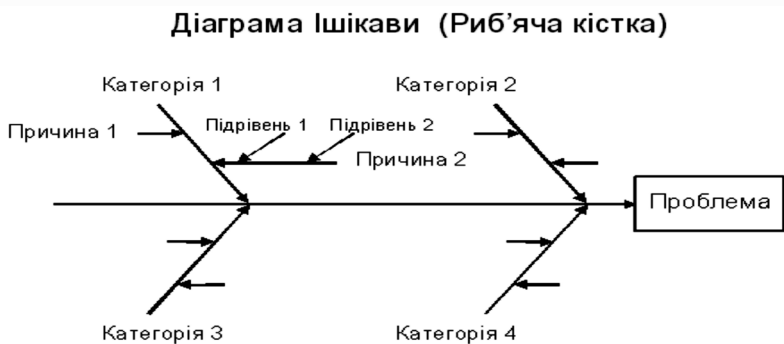 Діаграма Ішікави (Риб’яча кістка)
Категорія 1
Категорія 2
Причина 1
Підрівень 1
Підрівень 2
Причина 2
Проблема
Категорія 3
Категорія 4